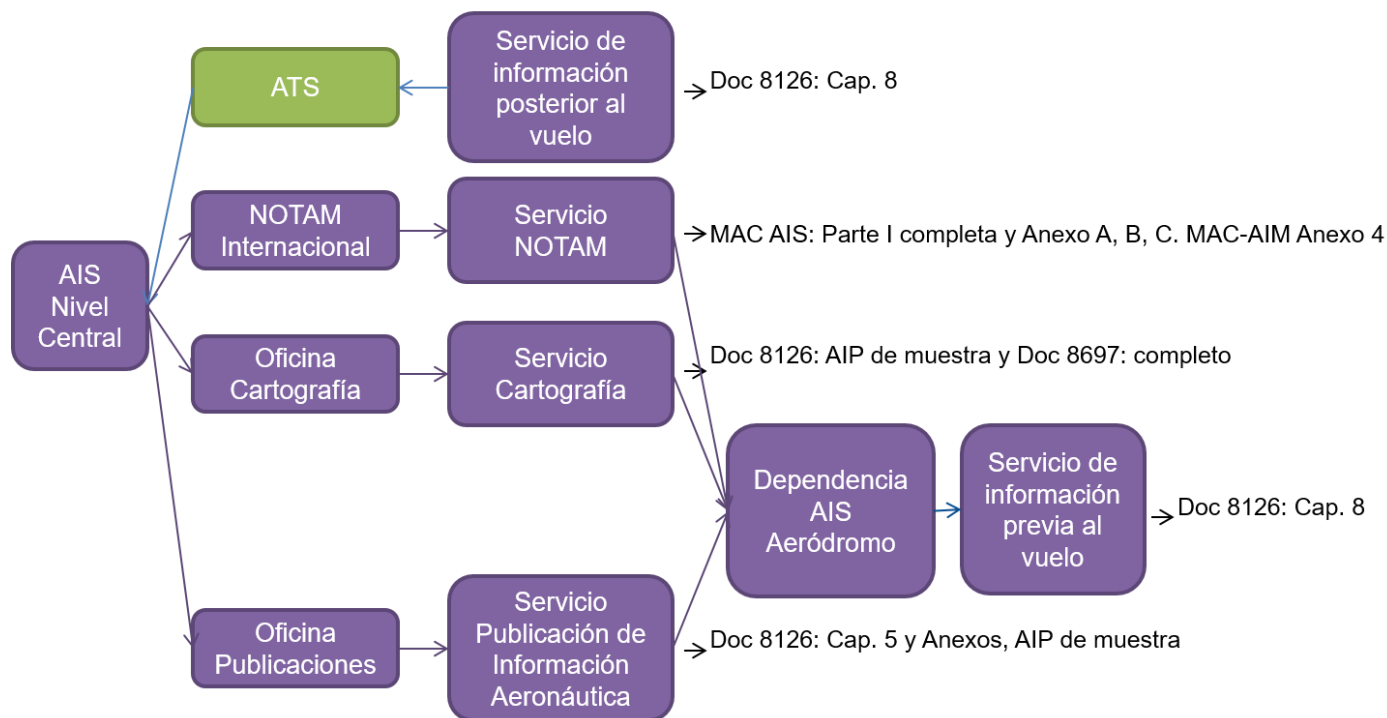 ATS
Servicio de
información
posterior al
vuelo
Doc 8126: Cap. 8
NOTAM
Internacional
Servicio
NOTAM
MAC AIS: Parte I completa y Anexo A, B, C. MAC-AIM Anexo 4
AIS
Nivel
Central
Oficina
Cartografía
Servicio
Cartografía
Doc 8126: AIP de muestra y Doc 8697: completo
Dependencia
AIS
Aeródromo
Servicio de
información
previa al
vuelo
Doc 8126: Cap. 8
Oficina
Publicaciones
Servicio
Publicación de
Información
Aeronáutica
Doc 8126: Cap. 5 y Anexos, AIP de muestra